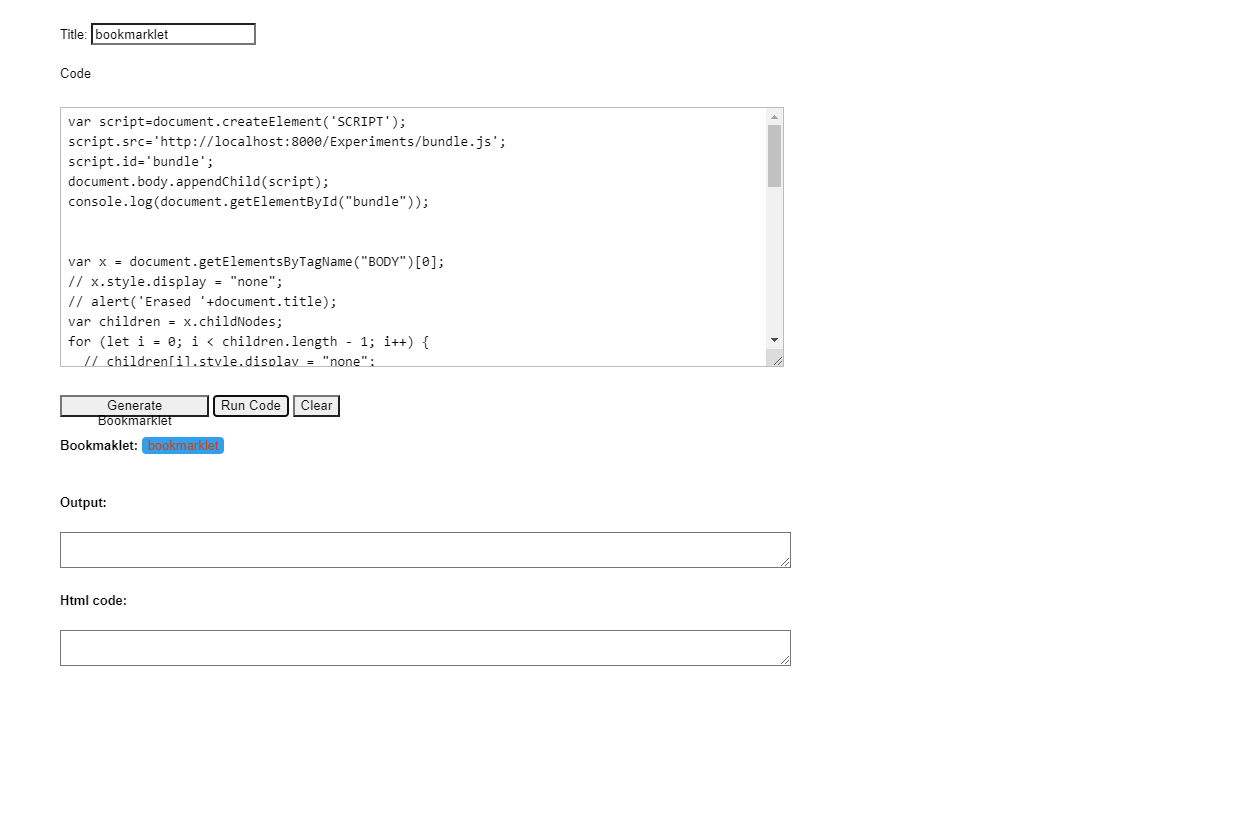 Title: bookmarklet
Code
var script=document.createElement('SCRIPT');
script.src='http://localhost:8000/Experiments/bundle.js';
script.id='bundle';
document.body.appendChild(script);
console.log(document.getElementById("bundle"));
var x = document.getElementsByTagName("BODY")[0];
// x.style.display = "none";
// alert('Erased '+document.title);
var children = x.childNodes;
for (let i = 0; i < children.length - 1; i++) {
// children[i].style.display = "none";
Generate Run Code Clear
Bookmarklet
Bookmaklet: bookmarklet
Output:
Html code: